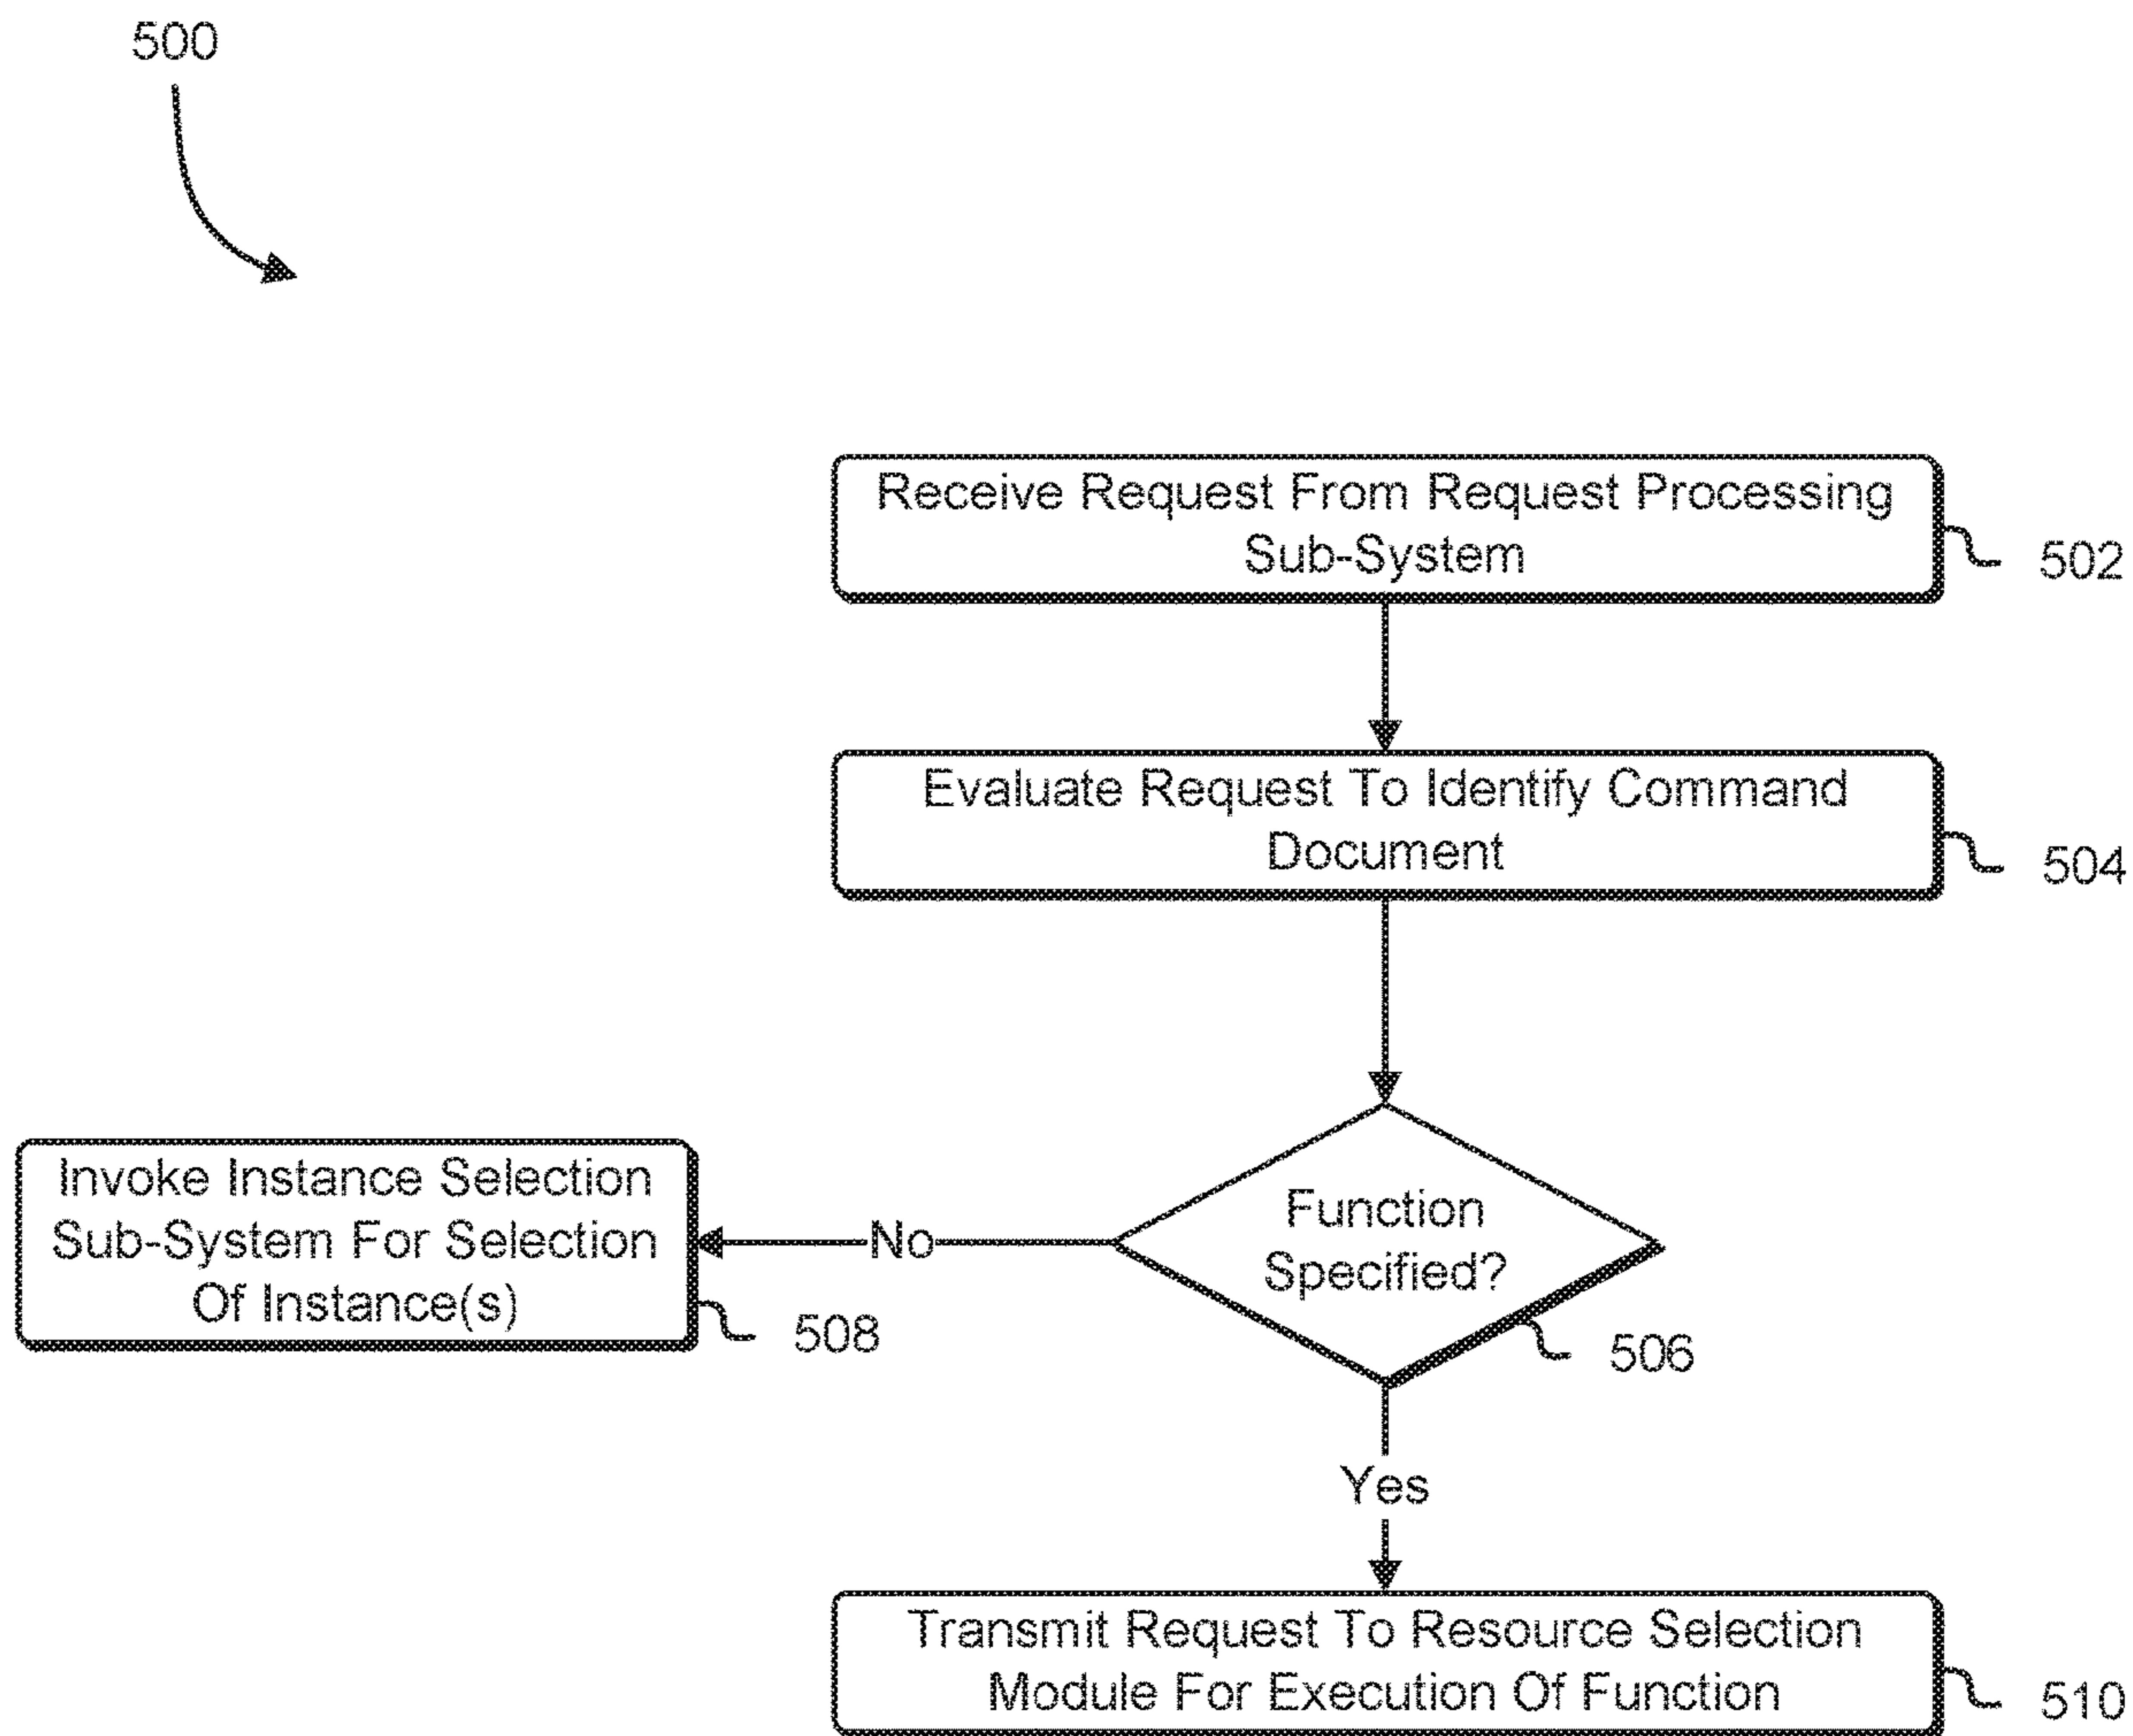 500
Receive Request From Request Processing
Sub-System
502
Evaluate Request To Identify Command
Document
504
Function
Specified?
506
No
Invoke Instance Selection
Sub-System For Selection
Of Instance(s)
508
Yes
Transmit Request To Resource Selection
Module For Execution Of Function
510